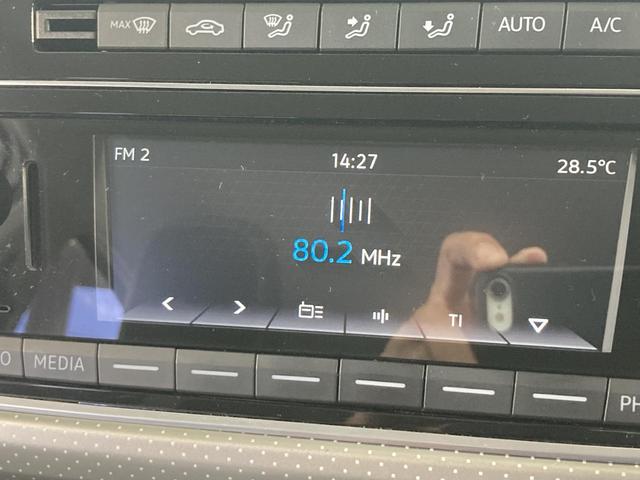 MAX
AUTO
A/C
FM 2
14:27
28.5°C
80.2 MHz
TI
MEDIA